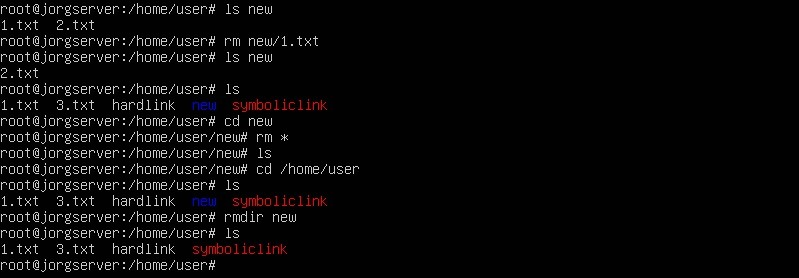 root@jorgserver:/home/user# ls new
1.txt  2.txt
root@jorgserver:/home/user# rm new/1.txt
root@jorgserver:/home/user# ls new
2.txt
root@jorgserver:/home/user# ls
1.txt  3.txt  hardlink  new  symboliclink
root@jorgserver:/home/user# cd new
root@jorgserver:/home/user/new# rm *
root@jorgserver:/home/user/new# ls
root@jorgserver:/home/user/new# cd /home/user
root@jorgserver:/home/user# ls
1.txt  3.txt  hardlink  new  symboliclink
root@jorgserver:/home/user# rmdir new
root@jorgserver:/home/user# ls
1.txt  3.txt  hardlink  symboliclink
root@jorgserver:/home/user#